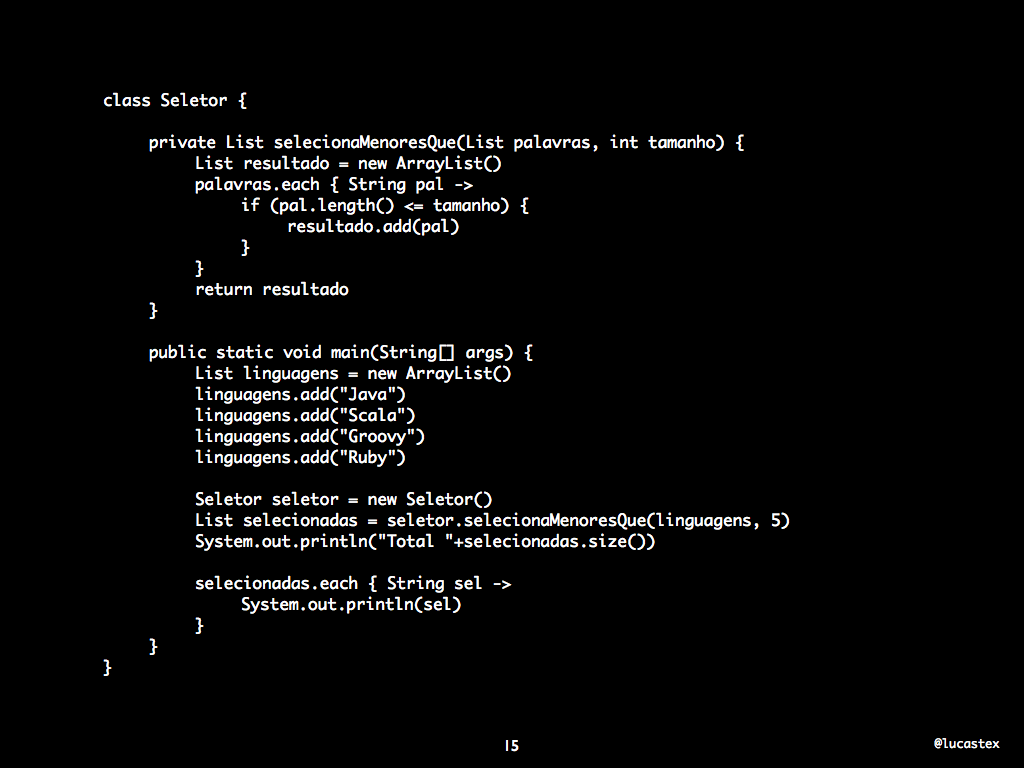 class Seletor {
private List selecionaMenoresQue(List palavras, int tamanho) {
List resultado = new ArrayList()
palavras.each { String pal ->
if (pal.length() <= tamanho) {
resultado.add(pal)
}
}
return resultado
}
public static void main(String[] args) {
List linguagens = new ArrayList()
linguagens.add("Java")
linguagens.add("Scala")
linguagens.add("Groovy")
linguagens.add("Ruby")
Seletor seletor = new Seletor()
List selecionadas = seletor.selecionaMenoresQue(linguagens, 5)
System.out.println("Total "+selecionadas.size())
selecionadas.each { String sel ->
System.out.println(sel)
}
}
}
15
@lucastex